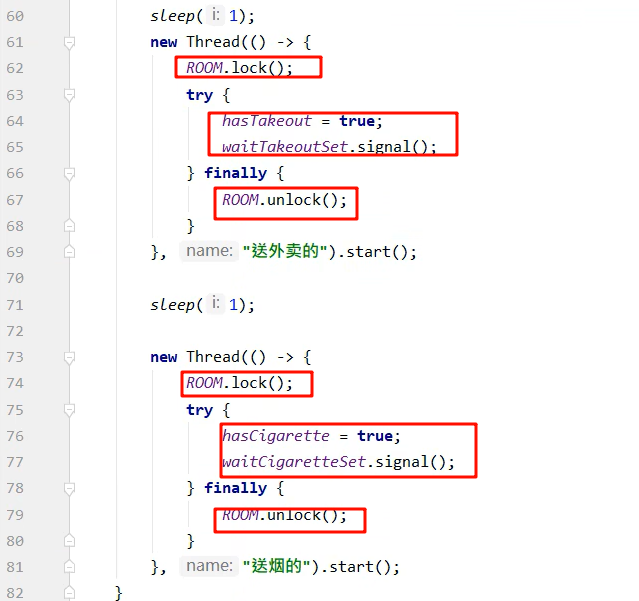 60 sleep( i: 1);
61 new Thread(() -> {
62 ROOM.lock();
63 try {
64 hasTakeout = true;
65 waitTakeoutSet.signal();
66 } finally {
67 ROOM.unlock();
68 }
69 }, name: "送外卖的").start();
70
71 sleep( i: 1);
72
73 new Thread(() -> {
74 ROOM.lock();
75 try {
76 hasCigarette = true;
77 waitCigaretteSet.signal();
78 } finally {
79 ROOM.unlock();
80 }
81 }, name: "送烟的").start();
82 }